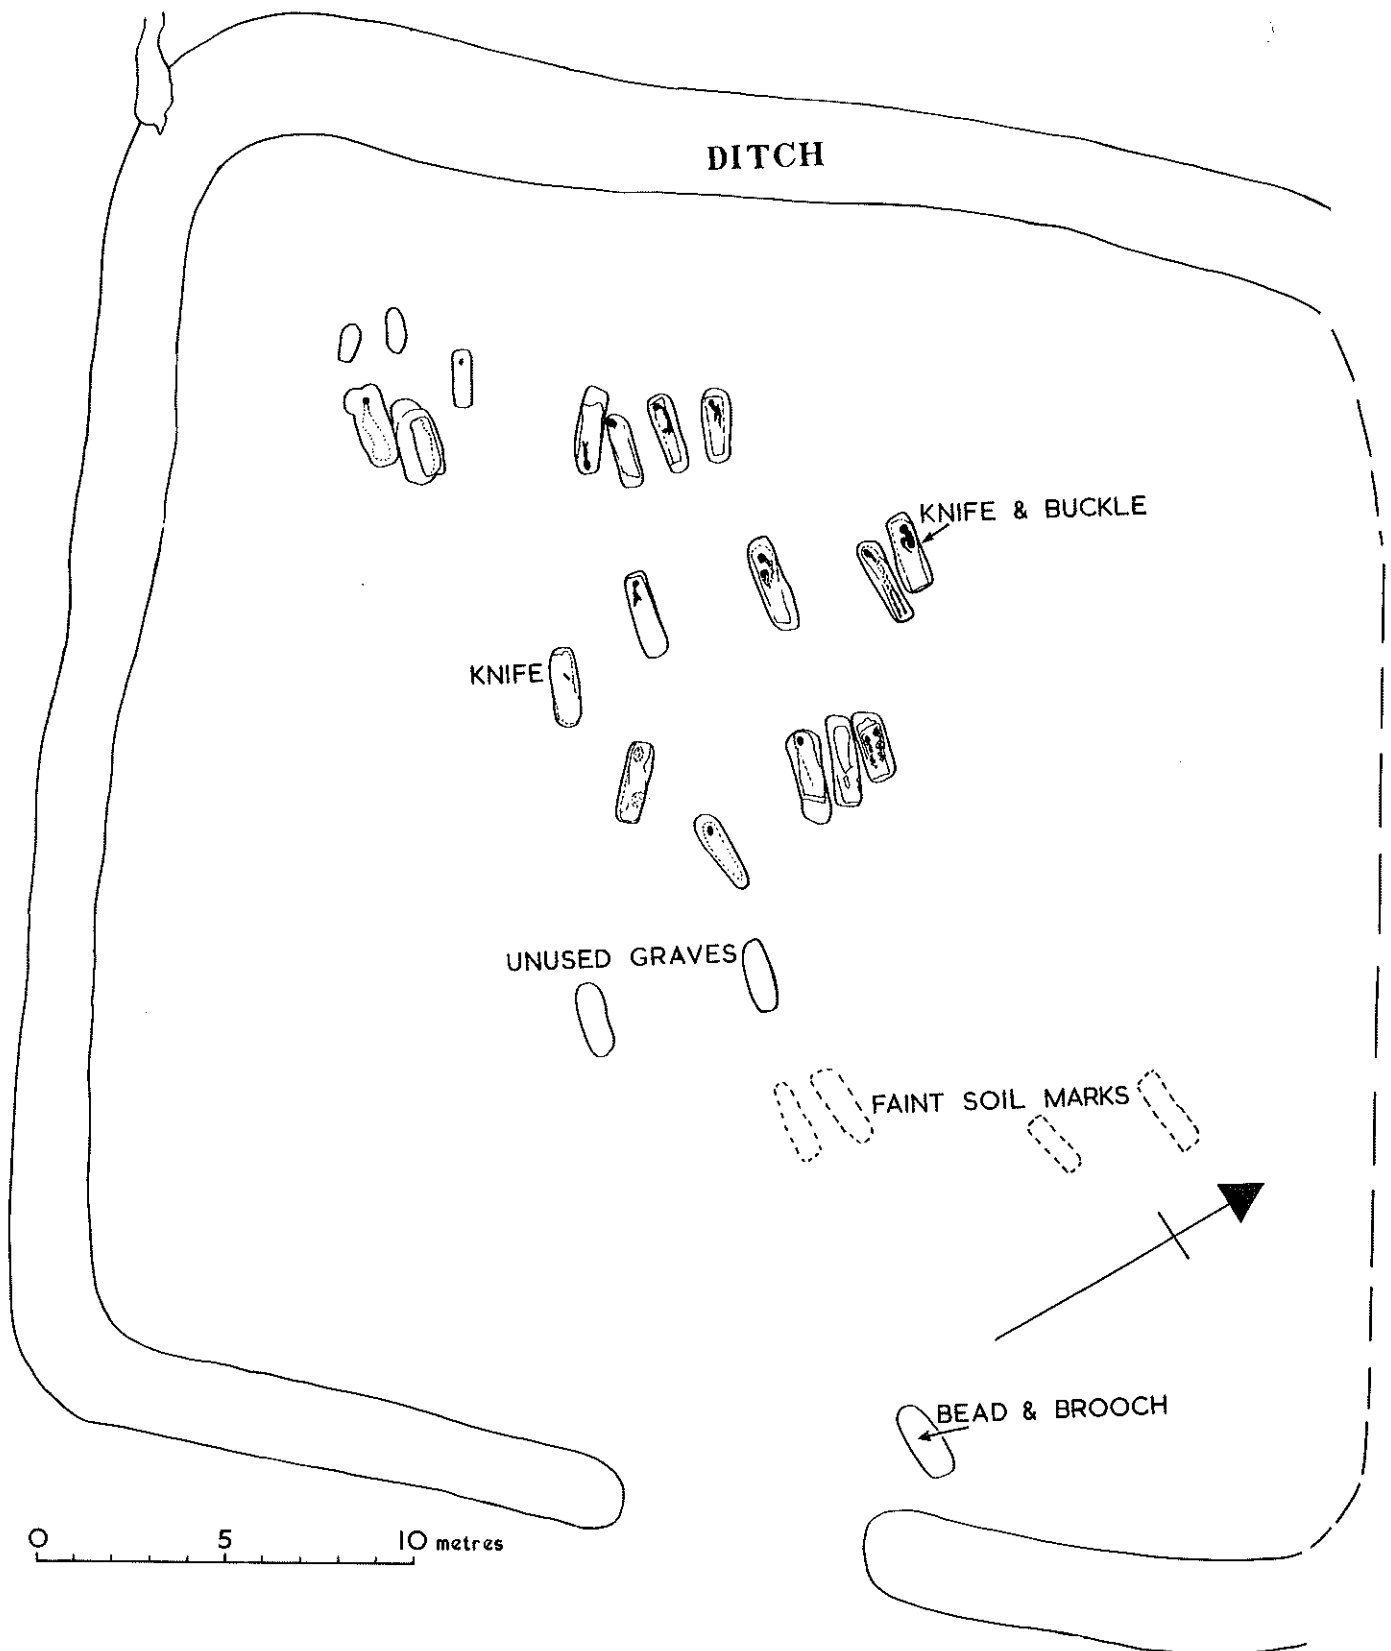 DITCH
KNIFE & BUCKLE
KNIFE
UNUSED GRAVES
FAINT SOIL MARKS
BEAD & BROOCH
0 5 10 metres